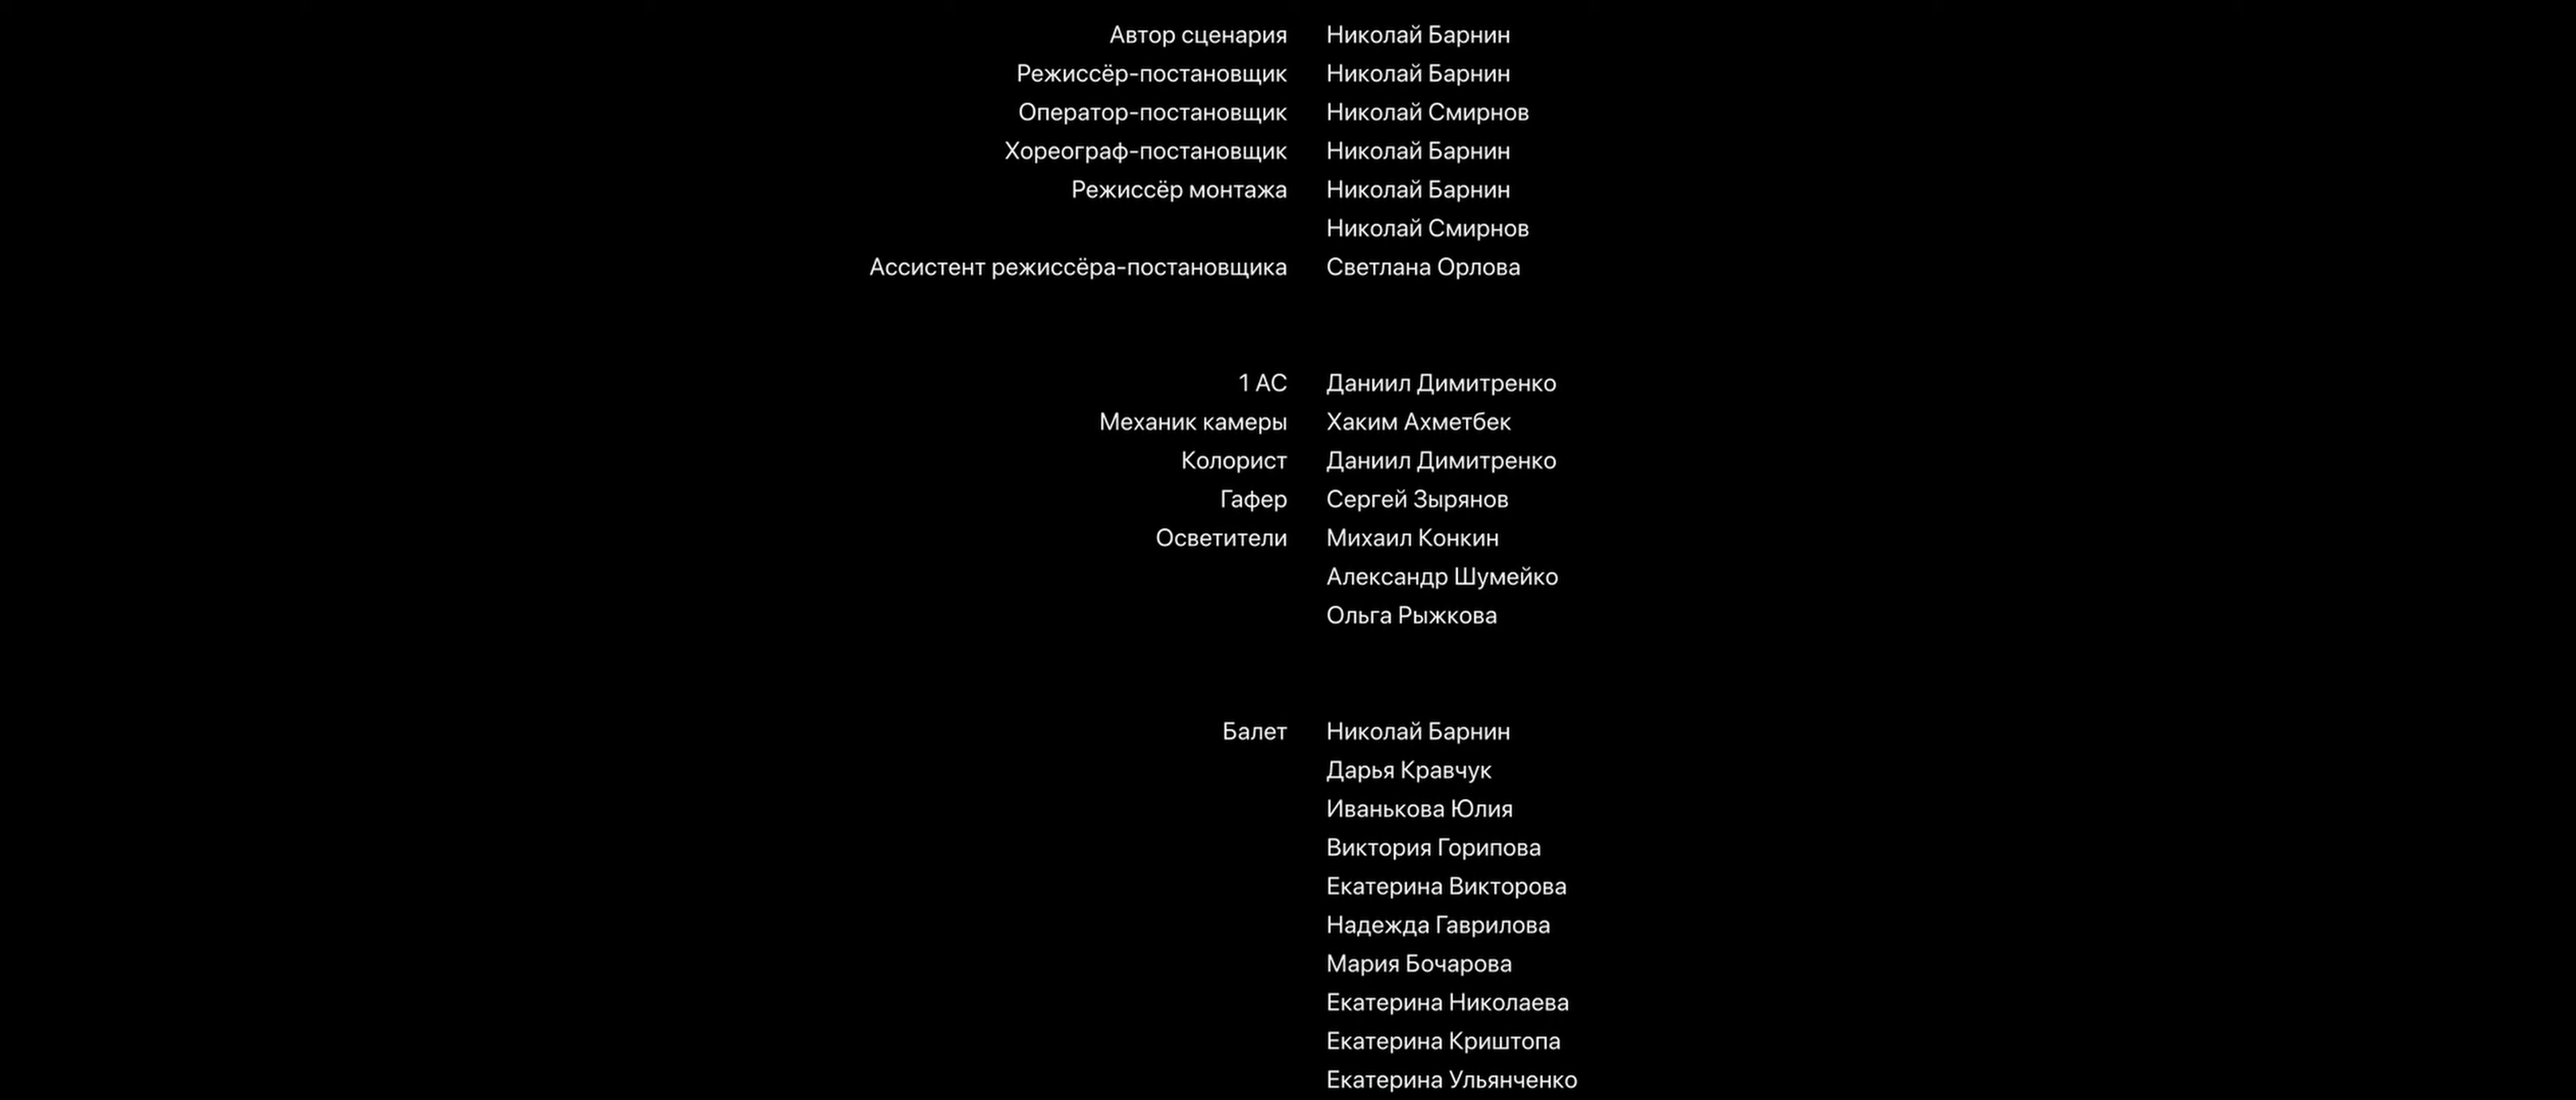 Автор сценария Николай Барнин
Режиссёр-постановщик Николай Барнин
Оператор-постановщик Николай Смирнов
Хореограф-постановщик Николай Барнин
Режиссёр монтажа Николай Барнин
Николай Смирнов
Ассистент режиссёра-постановщика Светлана Орлова
1 АС Даниил Димитренко
Механик камеры Хаким Ахметбек
Колорист Даниил Димитренко
Гафер Сергей Зырянов
Осветители Михаил Конкин
Александр Шумейко
Ольга Рыжкова
Балет Николай Барнин
Дарья Кравчук
Иванькова Юлия
Виктория Горипова
Екатерина Викторова
Надежда Гаврилова
Мария Бочарова
Екатерина Николаева
Екатерина Криштопа
Екатерина Ульянченко